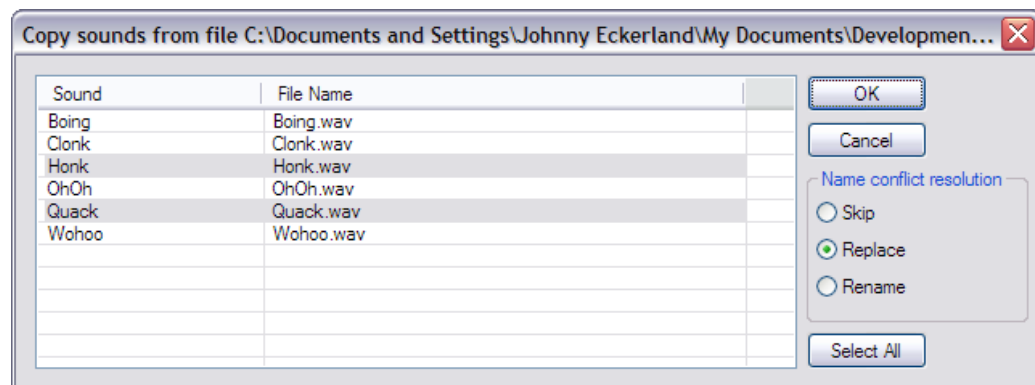 Copy sounds from file C:\Documents and Settings\Johnny Eckerland\My Documents\Developmen...
Sound File Name
Boing Boing.wav
Clonk Clonk.wav
Honk Honk.wav
OhOh OhOh.wav
Quack Quack.wav
Wohoo Wohoo.wav
OK
Cancel
Name conflict resolution
Skip
Replace
Rename
Select All